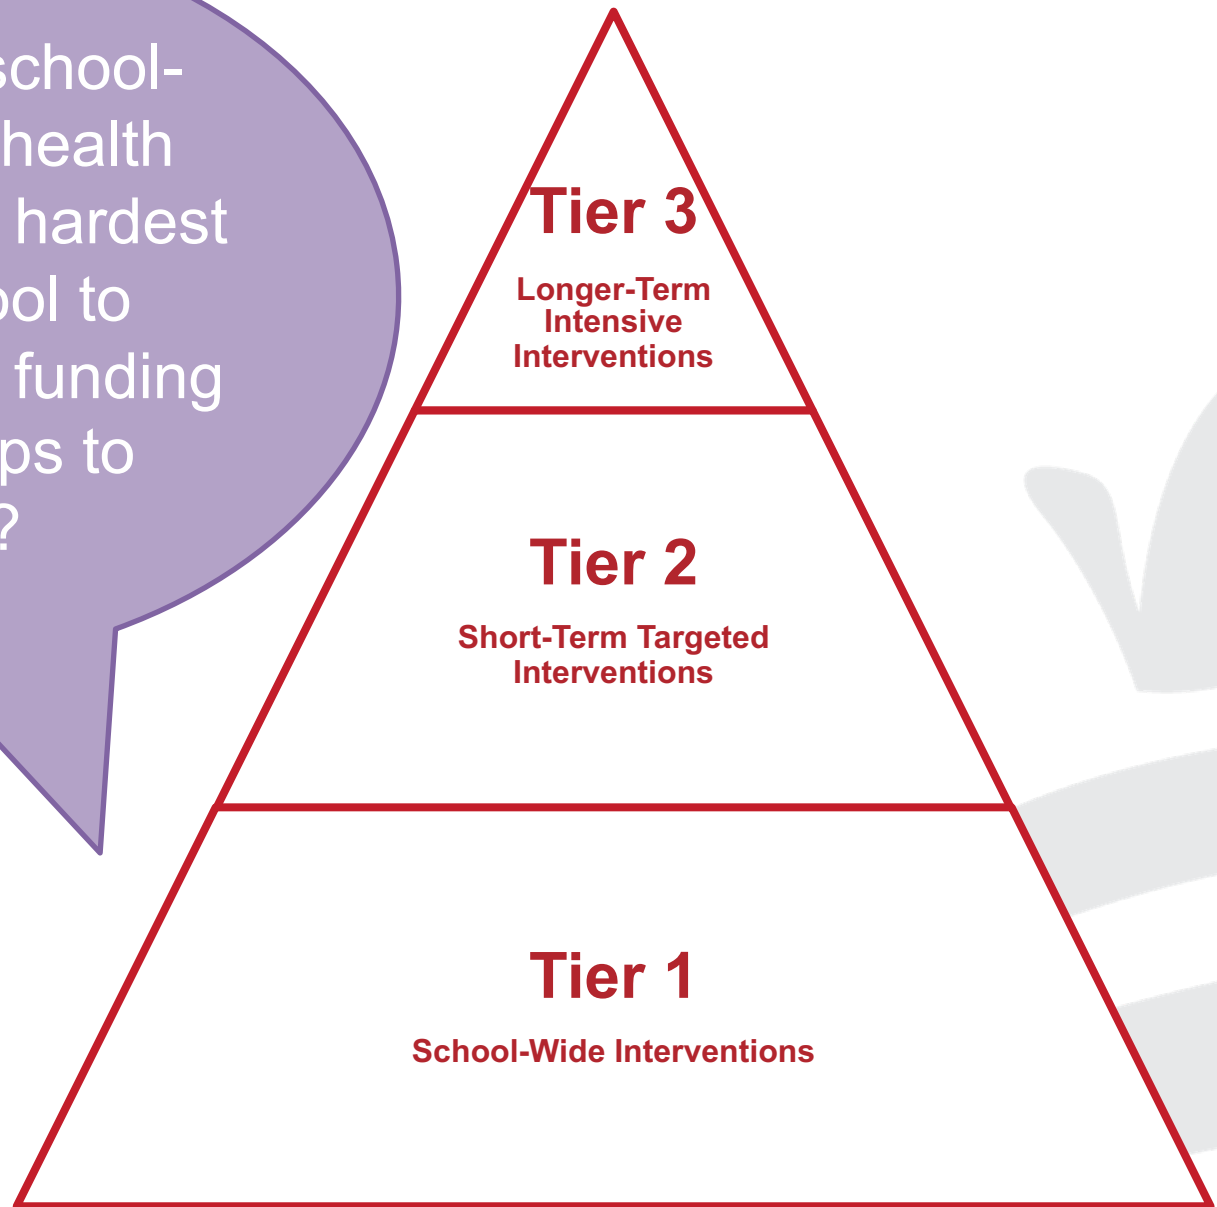 school-
health
hardest
ool to
funding
ps to
?
Tier 3
Longer-Term
Intensive
Interventions
Tier 2
Short-Term Targeted
Interventions
Tier 1
School-Wide Interventions